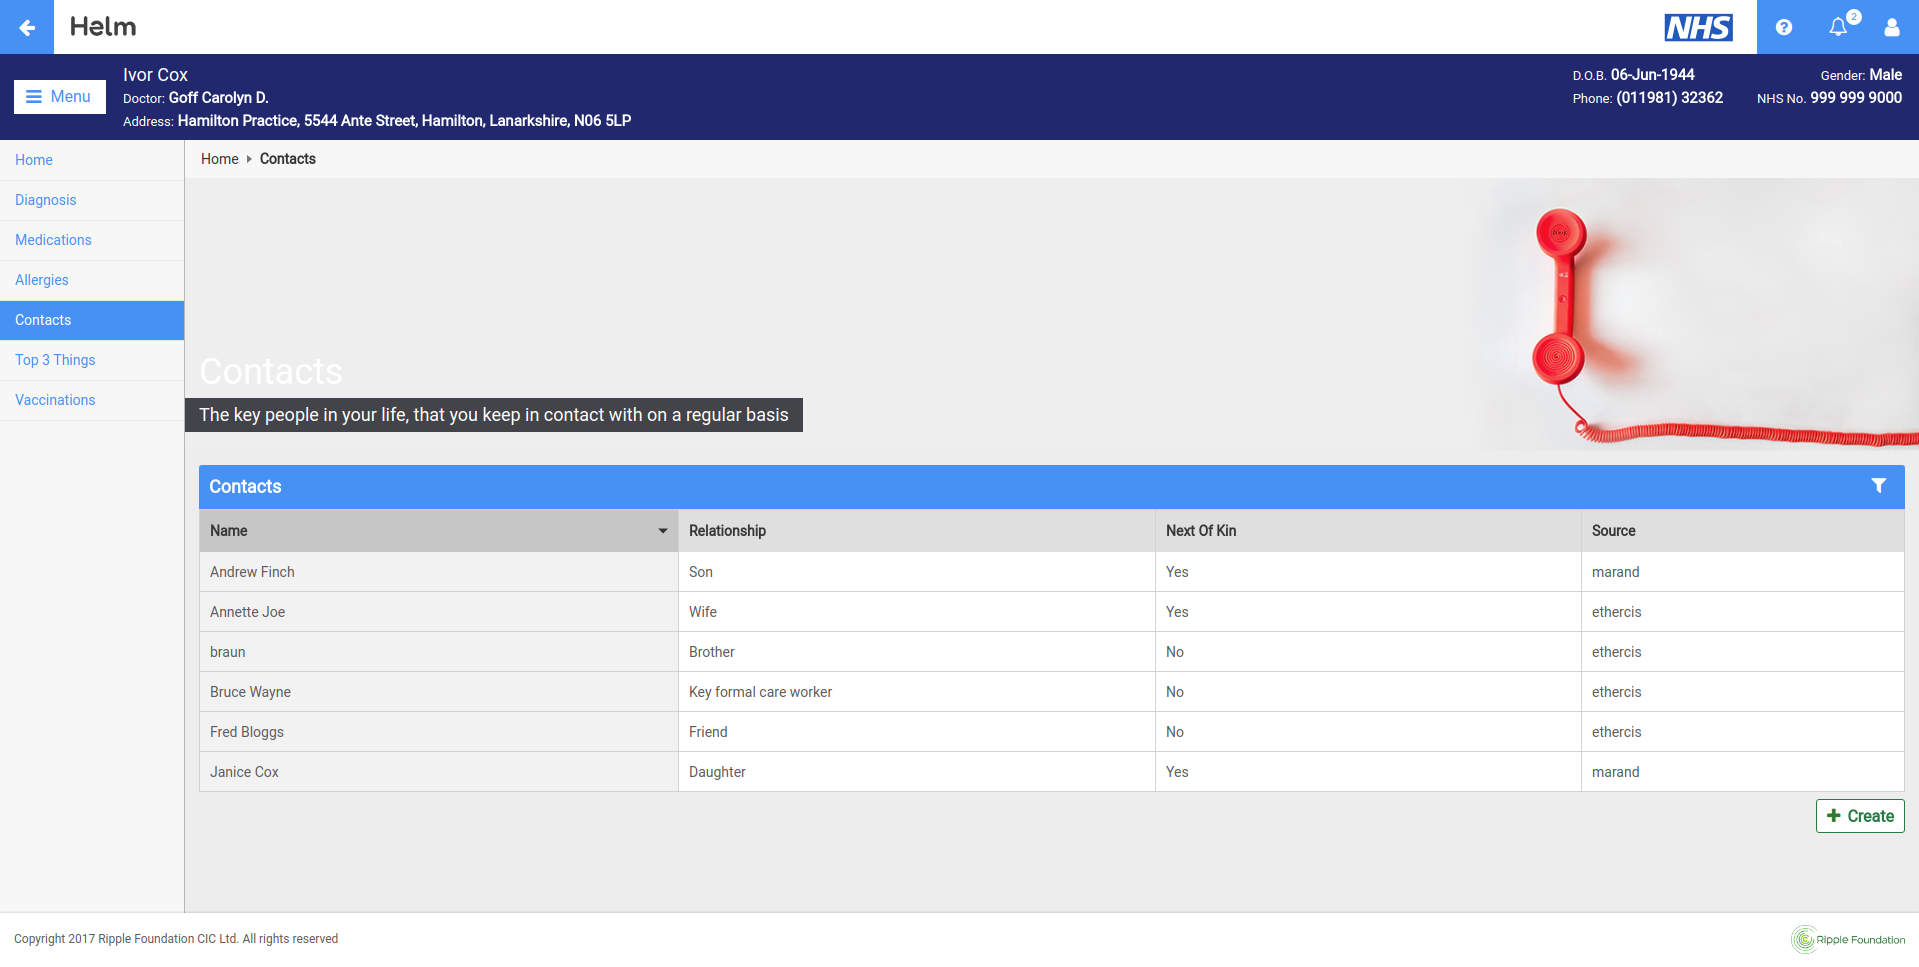 Helm
NHS
2
Menu
Ivor Cox
Doctor: Goff Carolyn D.
Address: Hamilton Practice, 5544 Ante Street, Hamilton, Lanarkshire, N06 5LP
D.O.B. 06-Jun-1944
Phone: (011981) 32362
Gender: Male
NHS No. 999 999 9000
Home
Diagnosis
Medications
Allergies
Contacts
Top 3 Things
Vaccinations
Home Contacts
Contacts
The key people in your life, that you keep in contact with on a regular basis
Contacts
Name Relationship Next Of Kin Source
Andrew Finch Son Yes marand
Annette Joe Wife Yes ethercis
braun Brother No ethercis
Bruce Wayne Key formal care worker No ethercis
Fred Bloggs Friend No ethercis
Janice Cox Daughter Yes marand
Create
Copyright 2017 Ripple Foundation CIC Ltd. All rights reserved
Ripple Foundation